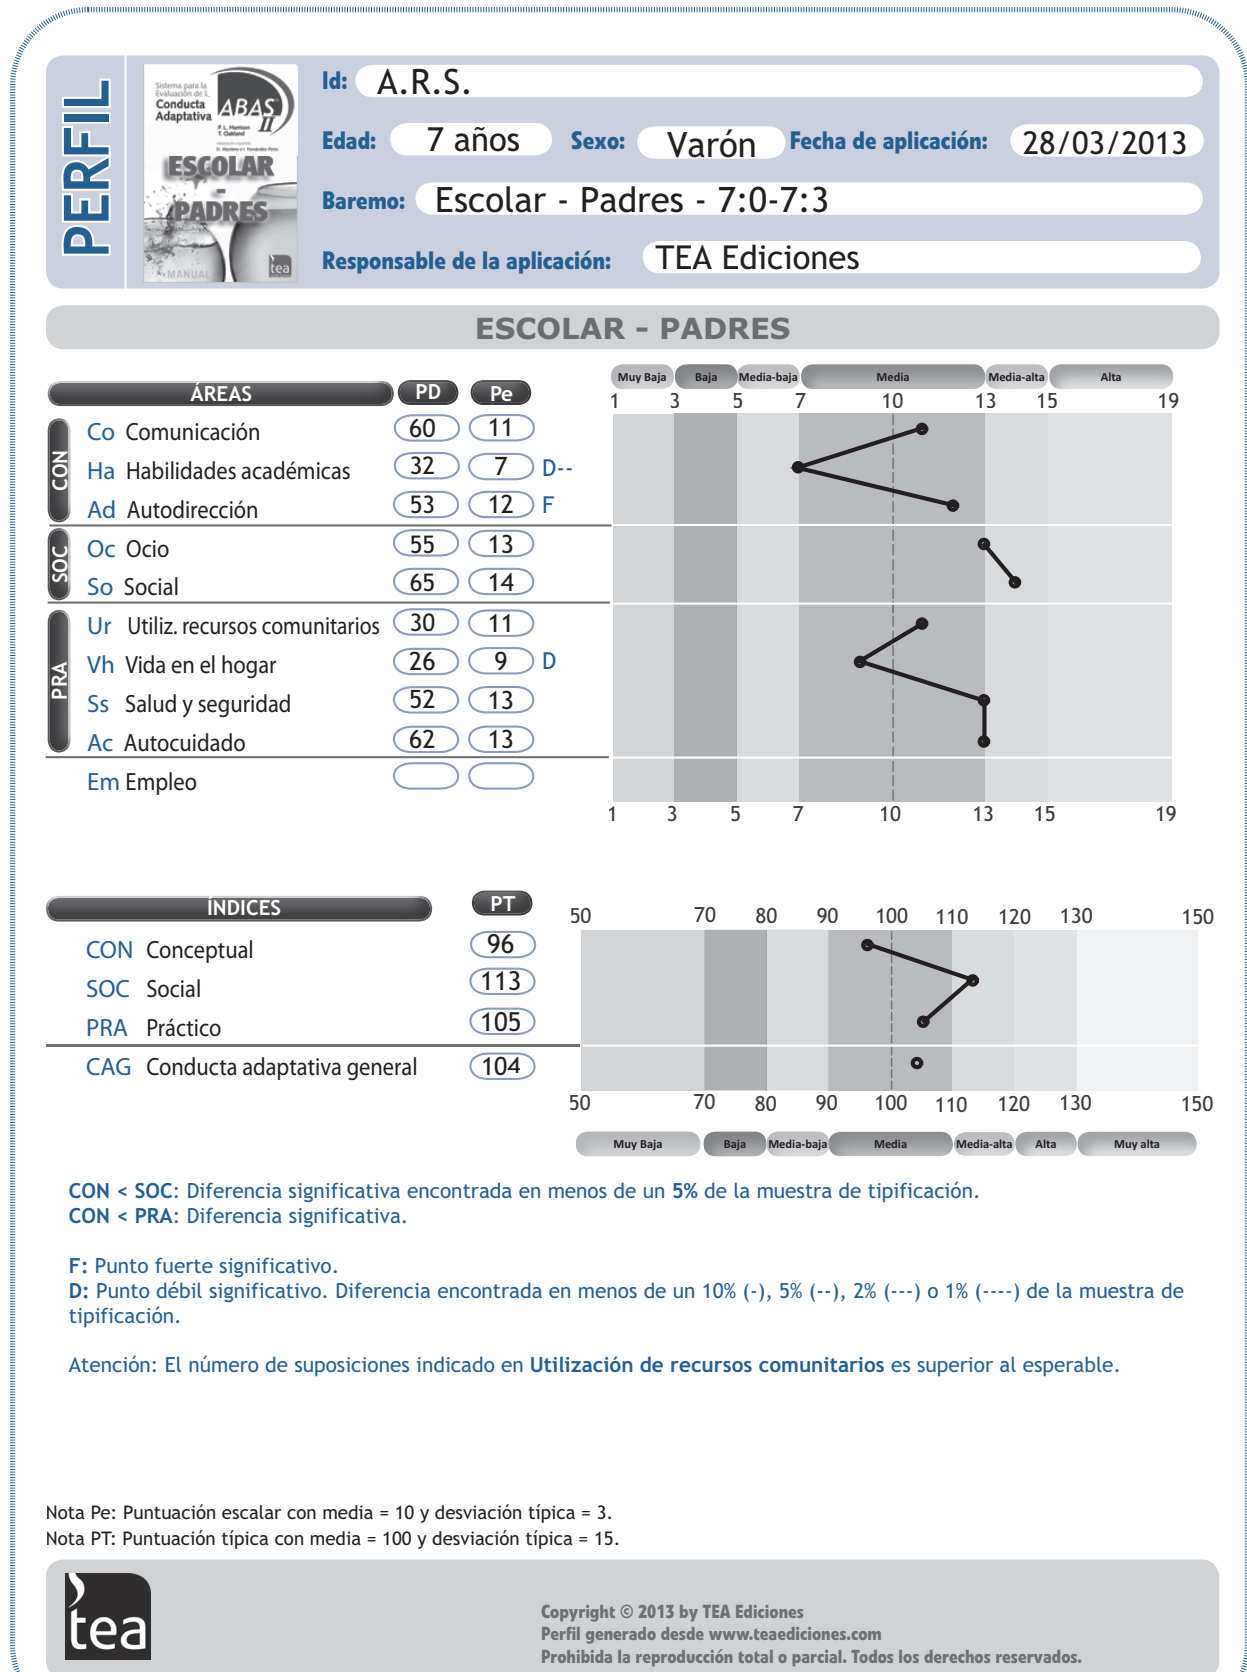 PERFIL
Sistema para la
Evaluación de la
Conducta
Adaptativa
ABAS II
P. L. Harrison
T. Oakland
Adaptación española:
D. Montero e I. Fernández-Pinto
ESCOLAR
-
PADRES
MANUAL
tea
Id: A.R.S.
Edad: 7 años Sexo: Varón Fecha de aplicación: 28/03/2013
Baremo: Escolar - Padres - 7:0-7:3
Responsable de la aplicación: TEA Ediciones
ESCOLAR - PADRES
Muy Baja Baja Media-baja Media Media-alta Alta
ÁREAS PD Pe 1 3 5 7 10 13 15 19
CON
Co Comunicación 60 11
Ha Habilidades académicas 32 7 D--
Ad Autodirección 53 12 F
SOC
Oc Ocio 55 13
So Social 65 14
PRA
Ur Utiliz. recursos comunitarios 30 11
Vh Vida en el hogar 26 9 D
Ss Salud y seguridad 52 13
Ac Autocuidado 62 13
Em Empleo
1 3 5 7 10 13 15 19
ÍNDICES PT 50 70 80 90 100 110 120 130 150
CON Conceptual 96
SOC Social 113
PRA Práctico 105
CAG Conducta adaptativa general 104
50 70 80 90 100 110 120 130 150
Muy Baja Baja Media-baja Media Media-alta Alta Muy alta
CON < SOC: Diferencia significativa encontrada en menos de un 5% de la muestra de tipificación.
CON < PRA: Diferencia significativa.
F: Punto fuerte significativo.
D: Punto débil significativo. Diferencia encontrada en menos de un 10% (-), 5% (--), 2% (---) o 1% (----) de la muestra de
tipificación.
Atención: El número de suposiciones indicado en Utilización de recursos comunitarios es superior al esperable.
Nota Pe: Puntuación escalar con media = 10 y desviación típica = 3.
Nota PT: Puntuación típica con media = 100 y desviación típica = 15.
tea
Copyright © 2013 by TEA Ediciones
Perfil generado desde www.teaediciones.com
Prohibida la reproducción total o parcial. Todos los derechos reservados.